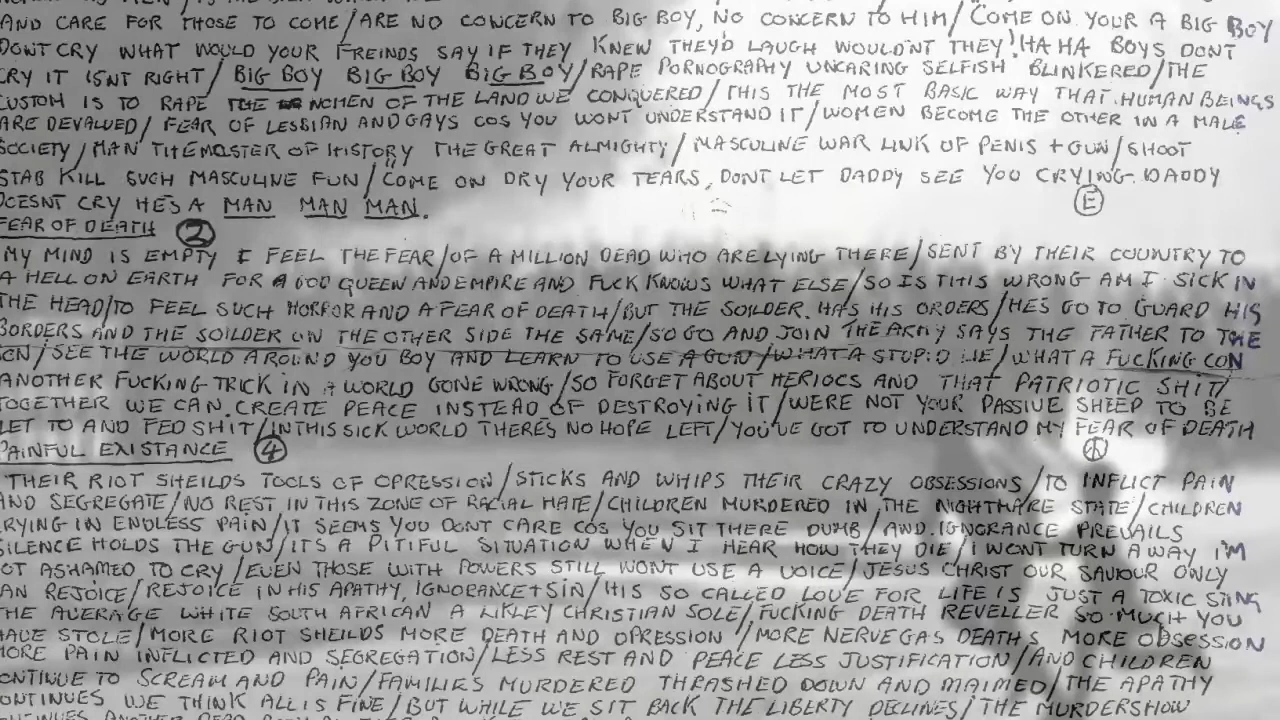 AND CARE FOR THOSE TO COME/ARE NO CONCERN TO BIG BOY, NO CONCERN TO HIM/COME ON YOUR A BIG BOY
DONT CRY WHAT WOULD YOUR FREINDS SAY IF THEY KNEW THEY'D LAUGH WOULDNT THEY! HA HA BOYS DONT
CRY IT ISNT RIGHT/BIG BOY BIG BOY BIG BOY/RAPE PORNOGRAPHY UNCARING SELFISH BLINKERED/THE
CUSTOM IS TO RAPE THE WOMEN OF THE LAND WE CONQUERED/THIS THE MOST BASIC WAY THAT HUMAN BEINGS
ARE DEVALUED/FEAR OF LESBIAN AND GAYS COS YOU WONT UNDERSTAND IT/WOMEN BECOME THE OTHER IN A MALE
SOCIETY/MAN THE MASTER OF HISTORY THE GREAT ALMIGHTY/MASCULINE WAR LINK OF PENIS + GUN/SHOOT
STAB KILL SUCH MASCULINE FUN/"COME ON DRY YOUR TEARS, DONT LET DADDY SEE YOU CRYING. DADDY
DOESNT CRY HE'S A MAN MAN MAN.
E
FEAR OF DEATH 2
MY MIND IS EMPTY I FEEL THE FEAR/OF A MILLION DEAD WHO ARE LYING THERE/SENT BY THEIR COUNTRY TO
A HELL ON EARTH FOR A GOD QUEEN AND EMPIRE AND FUCK KNOWS WHAT ELSE/SO IS THIS WRONG AM I SICK IN
THE HEAD/TO FEEL SUCH HORROR AND A FEAR OF DEATH/BUT THE SOILDER HAS HIS ORDERS/HE'S GO TO GUARD HIS
BORDERS AND THE SOILDER ON THE OTHER SIDE THE SAME/SO GO AND JOIN THE ARMY SAYS THE FATHER TO THE
SON/SEE THE WORLD AROUND YOU BOY AND LEARN TO USE A GUN/WHAT A STUPID LIE/WHAT A FUCKING CON
ANOTHER FUCKING TRICK IN A WORLD GONE WRONG/SO FORGET ABOUT HERIOCS AND THAT PATRIOTIC SHIT/
TOGETHER WE CAN CREATE PEACE INSTEAD OF DESTROYING IT/WERE NOT YOUR PASSIVE SHEEP TO BE
LET TO AND FED SHIT/IN THIS SICK WORLD THERES NO HOPE LEFT/YOU'VE GOT TO UNDERSTAND MY FEAR OF DEATH
PAINFUL EXISTANCE 4
THEIR RIOT SHEILDS TOOLS OF OPRESSION/STICKS AND WHIPS THEIR CRAZY OBSESSIONS/TO INFLICT PAIN
AND SEGREGATE/NO REST IN THIS ZONE OF RACIAL HATE/CHILDREN MURDERED IN THE NIGHTMARE STATE/CHILDREN
CRYING IN ENDLESS PAIN/IT SEEMS YOU DONT CARE COS YOU SIT THERE DUMB/AND IGNORANCE PREVAILS
SILENCE HOLDS THE GUN/ITS A PITIFUL SITUATION WHEN I HEAR HOW THEY DIE/I WONT TURN AWAY I'M
NOT ASHAMED TO CRY/EVEN THOSE WITH POWERS STILL WONT USE A VOICE/JESUS CHRIST OUR SAVIOUR ONLY
CAN REJOICE/REJOICE IN HIS APATHY, IGNORANCE + SIN/HIS SO CALLED LOVE FOR LIFE IS JUST A TOXIC STING
THE AVERAGE WHITE SOUTH AFRICAN A LIKLEY CHRISTIAN SOLE/FUCKING DEATH REVELLER SO MUCH YOU
HAVE STOLE/MORE RIOT SHEILDS MORE DEATH AND OPRESSION/MORE NERVE GAS DEATHS MORE OBSESSION
MORE PAIN INFLICTED AND SEGREGATION/LESS REST AND PEACE LESS JUSTIFICATION/AND CHILDREN
CONTINUE TO SCREAM AND PAIN/FAMILIES MURDERED THRASHED DOWN AND MAIMED/THE APATHY
CONTINUES WE THINK ALL IS FINE/BUT WHILE WE SIT BACK THE LIBERTY DECLINES/THE MURDERSHOW